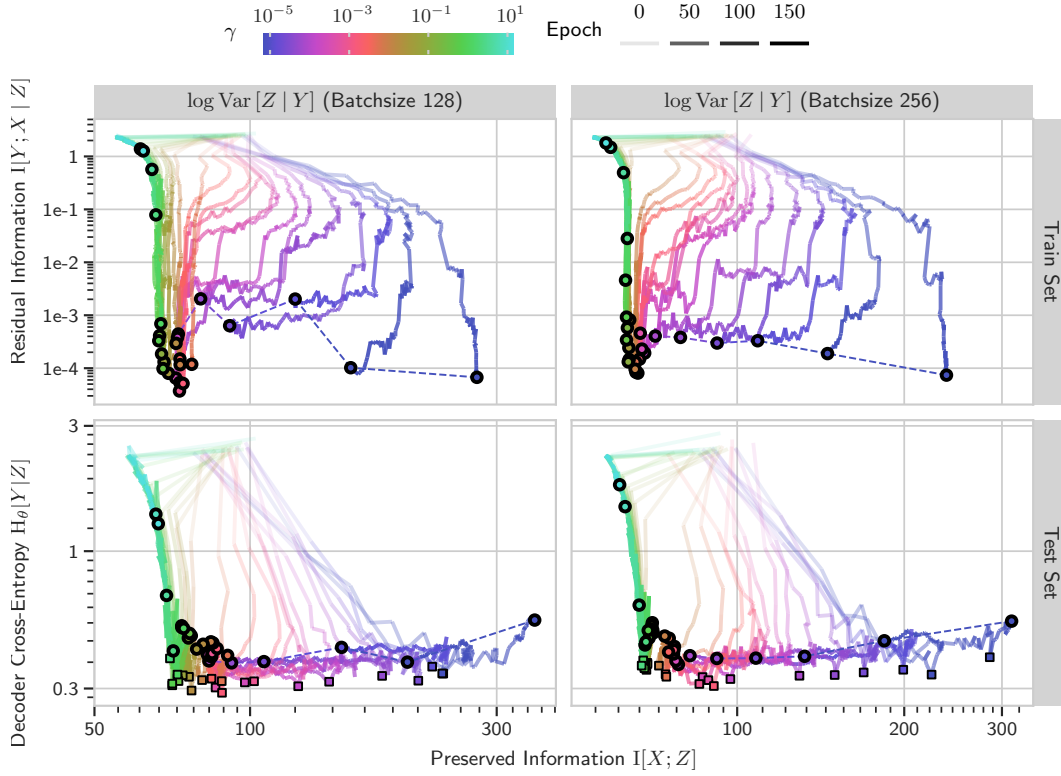 γ 10⁻⁵ 10⁻³ 10⁻¹ 10¹ Epoch 0 50 100 150
log Var [Z | Y] (Batchsize 128) log Var [Z | Y] (Batchsize 256)
Residual Information I[Y; X | Z]
1
1e-1
1e-2
1e-3
1e-4
Train Set
Decoder Cross-Entropy H_θ[Y|Z]
3
1
0.3
Test Set
50 100 300 100 200 300
Preserved Information I[X; Z]